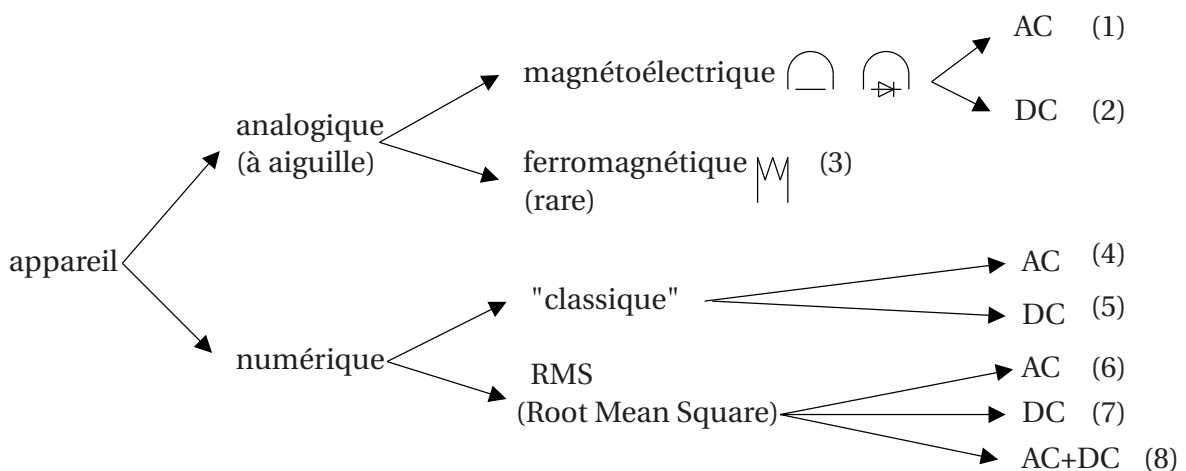 AC (1)
magnétoélectrique
DC (2)
analogique
(à aiguille)
ferromagnétique (3)
(rare)
appareil
AC (4)
"classique"
DC (5)
numérique
RMS
(Root Mean Square)
AC (6)
DC (7)
AC+DC (8)